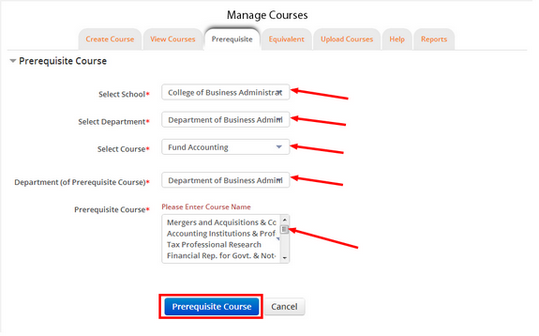 Manage Courses
Create Course View Courses Prerequisite Equivalent Upload Courses Help Reports
Prerequisite Course
Select School* College of Business Administrat
Select Department* Department of Business Admini
Select Course* Fund Accounting
Department (of Prerequisite Course)* Department of Business Admini
Please Enter Course Name
Prerequisite Course*
Mergers and Acquisitions & Co
Accounting Institutions & Prof
Tax Professional Research
Financial Rep. for Govt. & Not-
Prerequisite Course Cancel